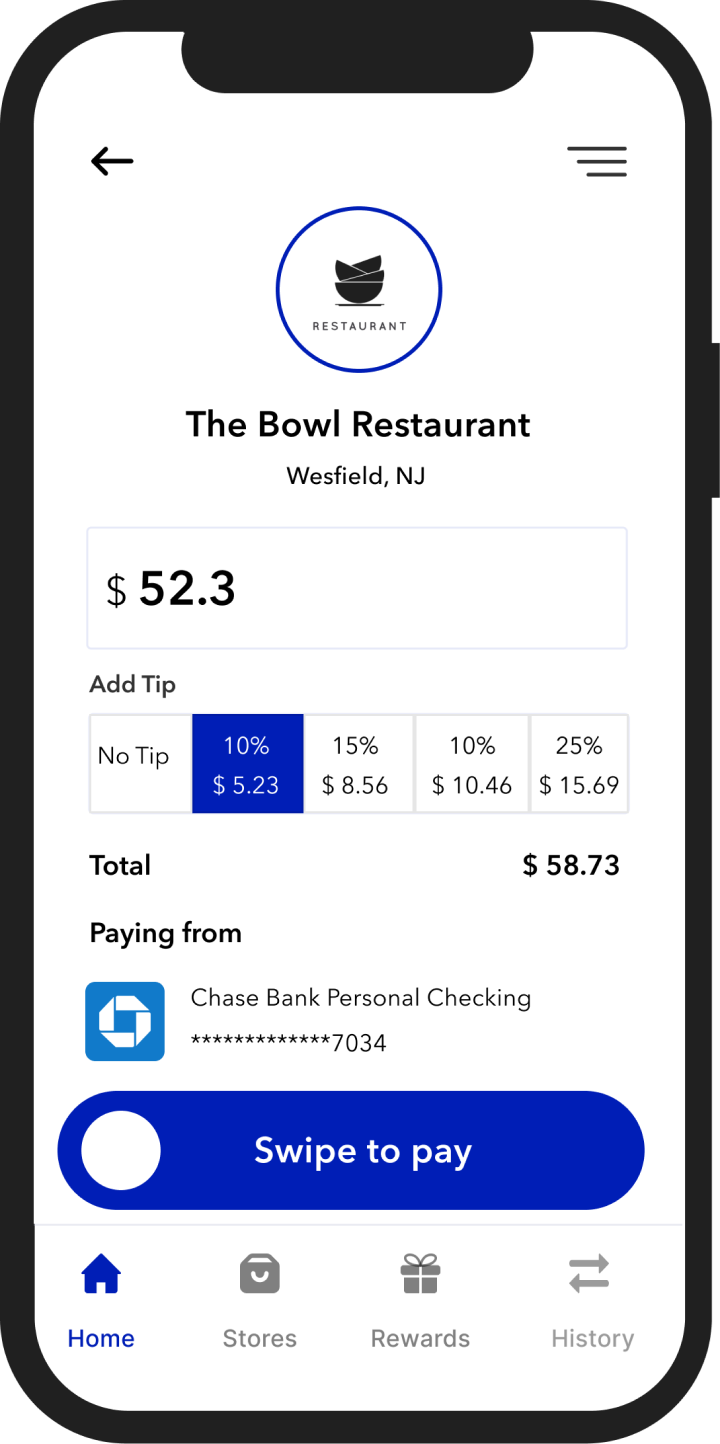 RESTAURANT
The Bowl Restaurant
Wesfield, NJ
$ 52.3
Add Tip
No Tip
10%
$ 5.23
15%
$ 8.56
10%
$ 10.46
25%
$ 15.69
Total $ 58.73
Paying from
Chase Bank Personal Checking
*************7034
Swipe to pay
Home Stores Rewards History